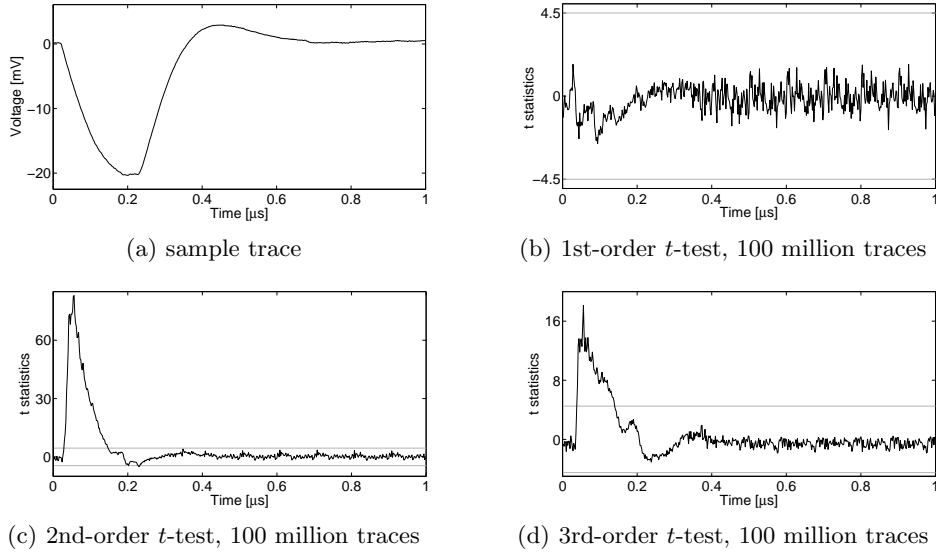 0
−10
−20
Voltage [mV]
0 0.2 0.4 0.6 0.8 1
Time [μs]
(a) sample trace
4.5
0
−4.5
t statistics
0 0.2 0.4 0.6 0.8 1
Time [μs]
(b) 1st-order t-test, 100 million traces
60
30
0
t statistics
0 0.2 0.4 0.6 0.8 1
Time [μs]
(c) 2nd-order t-test, 100 million traces
16
8
0
t statistics
0 0.2 0.4 0.6 0.8 1
Time [μs]
(d) 3rd-order t-test, 100 million traces